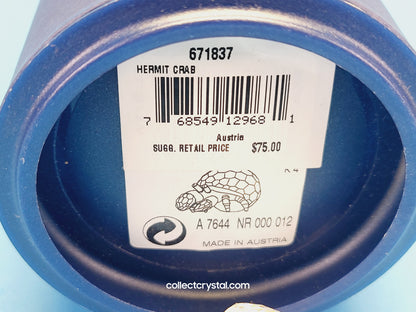 671837
HERMIT CRAB
7 68549 12968 1
Austria
SUGG. RETAIL PRICE $75.00
A 7644 NR 000 012
MADE IN AUSTRIA
collectcrystal.com